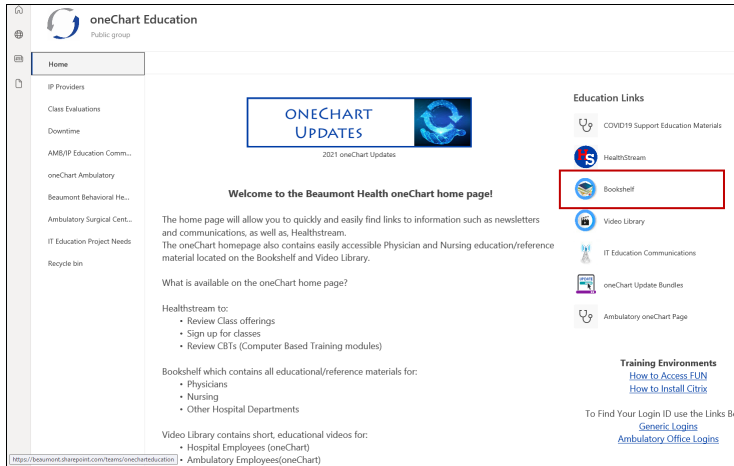 oneChart Education
Public group
Home
IP Providers
Class Evaluations
Downtime
AMB/IP Education Comm...
oneChart Ambulatory
Beaumont Behavioral He...
Ambulatory Surgical Cent...
IT Education Project Needs
Recycle bin
ONECHART
UPDATES
2021 oneChart Updates
Welcome to the Beaumont Health oneChart home page!
The home page will allow you to quickly and easily find links to information such as newsletters
and communications, as well as, Healthstream.
The oneChart homepage also contains easily accessible Physician and Nursing education/reference
material located on the Bookshelf and Video Library.
What is available on the oneChart home page?
Healthstream to:
• Review Class offerings
• Sign up for classes
• Review CBTs (Computer Based Training modules)
Bookshelf which contains all educational/reference materials for:
• Physicians
• Nursing
• Other Hospital Departments
Video Library contains short, educational videos for:
• Hospital Employees (oneChart)
• Ambulatory Employees(oneChart)
Education Links
COVID19 Support Education Materials
HS
HealthStream
Bookshelf
Video Library
IT Education Communications
UPDATE
oneChart Update Bundles
Ambulatory oneChart Page
Training Environments
How to Access FUN
How to Install Citrix
To Find Your Login ID use the Links Be
Generic Logins
Ambulatory Office Logins
https://beaumont.sharepoint.com/teams/onecharteducation